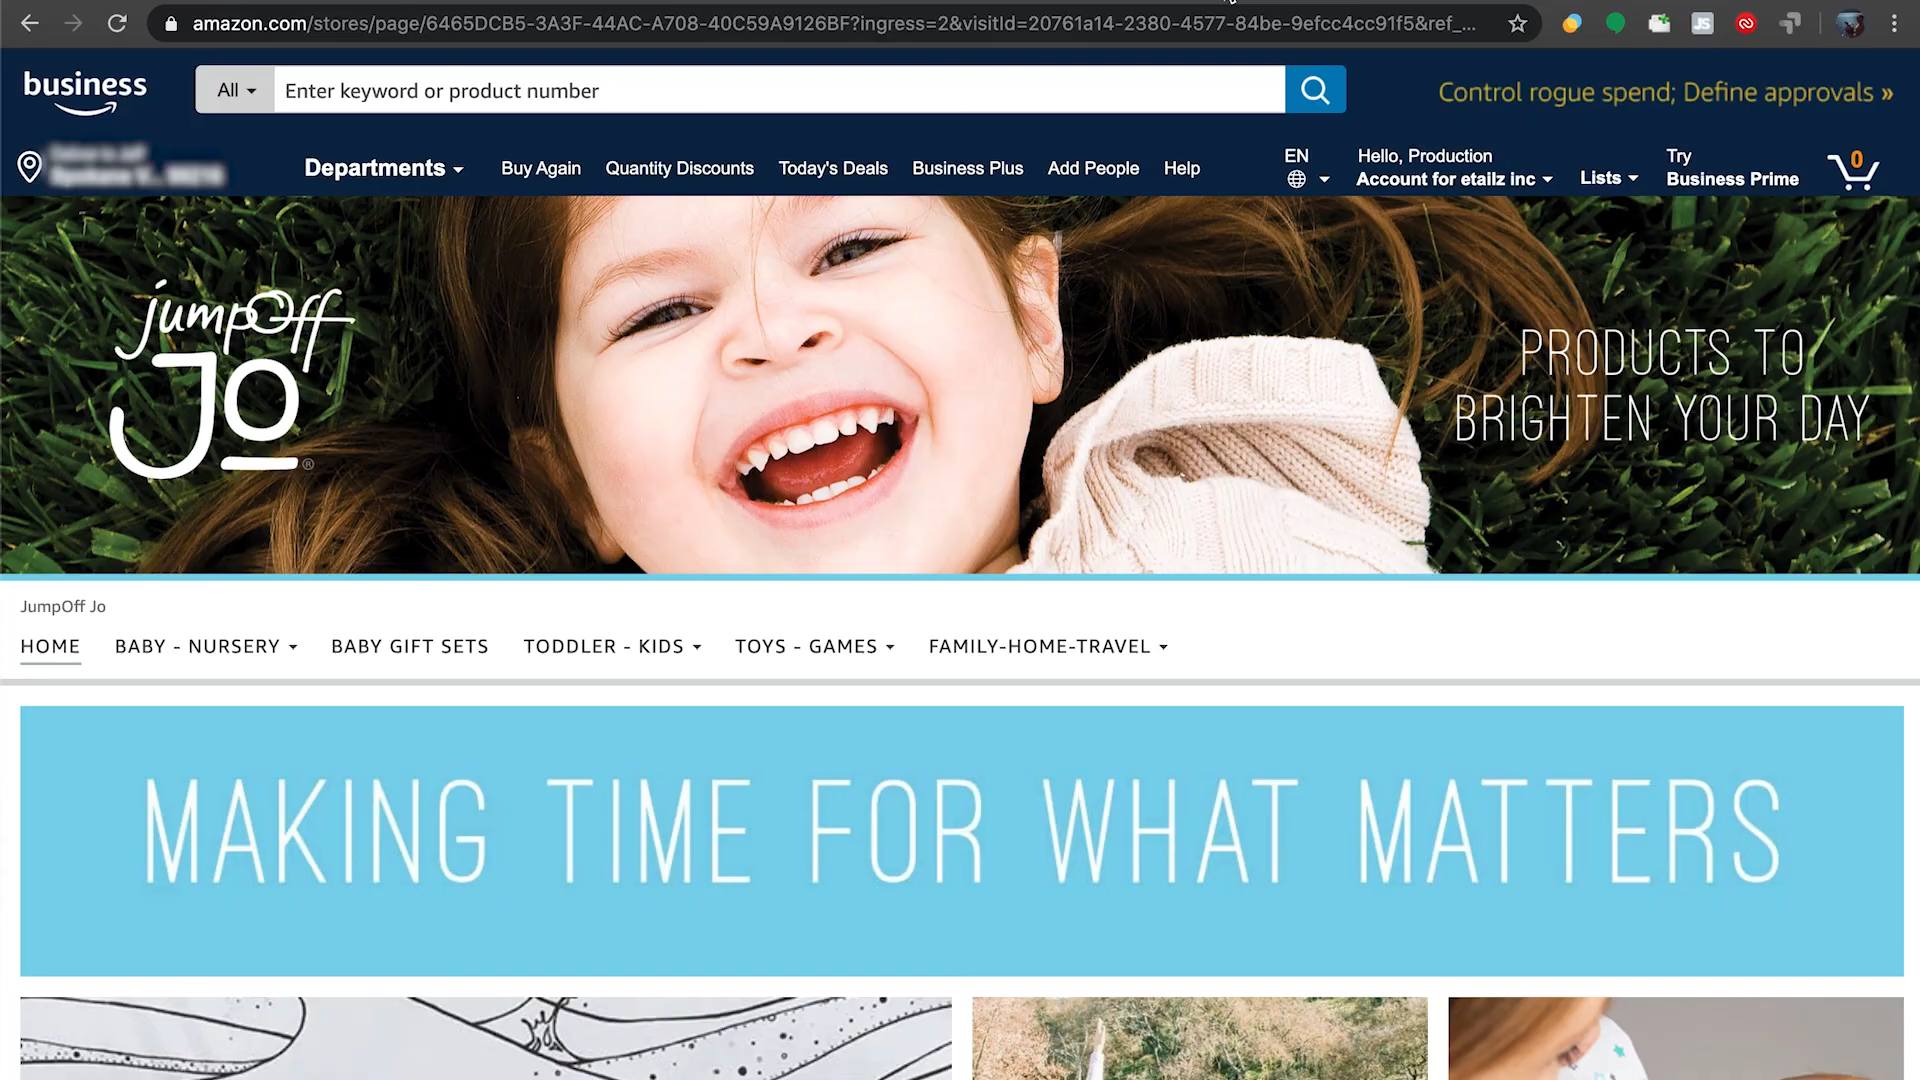 amazon.com/stores/page/6465DCB5-3A3F-44AC-A708-40C59A9126BF?ingress=2&visitId=20761a14-2380-4577-84be-9efcc4cc91f5&ref_...
JS
business
All
Enter keyword or product number
Control rogue spend; Define approvals »
Departments
Buy Again
Quantity Discounts
Today's Deals
Business Plus
Add People
Help
EN
Hello, Production
Account for etailz inc
Lists
Try
Business Prime
0
jumpOff
Jo
®
PRODUCTS TO
BRIGHTEN YOUR DAY
JumpOff Jo
HOME
BABY - NURSERY
BABY GIFT SETS
TODDLER - KIDS
TOYS - GAMES
FAMILY-HOME-TRAVEL
MAKING TIME FOR WHAT MATTERS